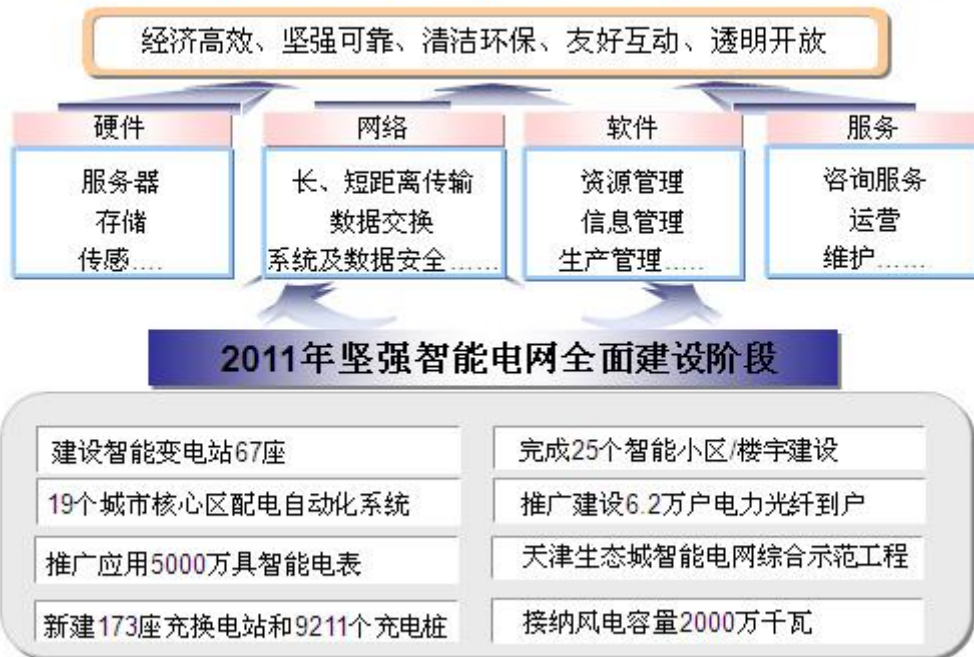 经济高效、坚强可靠、清洁环保、友好互动、透明开放
硬件
服务器
存储
传感....
网络
长、短距离传输
数据交换
系统及数据安全……
软件
资源管理
信息管理
生产管理.....
服务
咨询服务
运营
维护……
2011年坚强智能电网全面建设阶段
建设智能变电站67座
19个城市核心区配电自动化系统
推广应用5000万具智能电表
新建173座充换电站和9211个充电桩
完成25个智能小区/楼宇建设
推广建设6.2万户电力光纤到户
天津生态城智能电网综合示范工程
接纳风电容量2000万千瓦